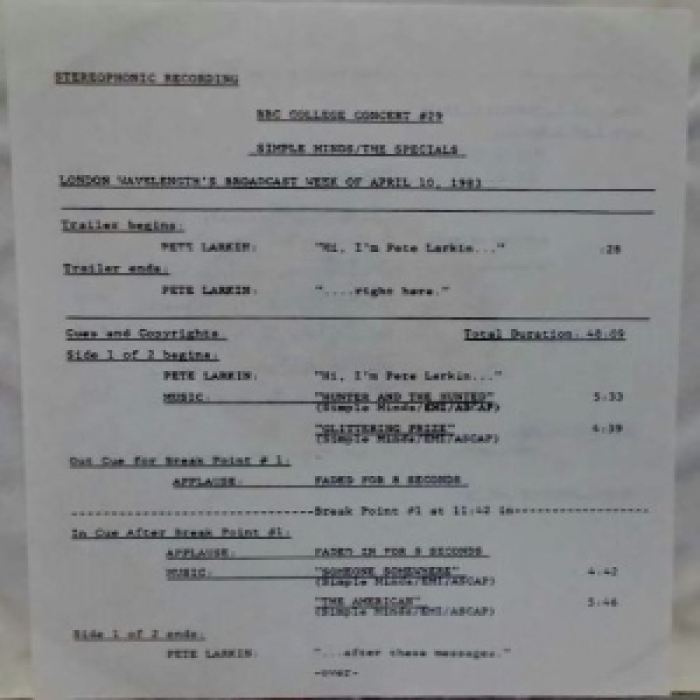 STEREOPHONIC RECORDING
BBC COLLEGE CONCERT #29
SIMPLE MINDS/THE SPECIALS
LONDON WAVELENGTH'S BROADCAST WEEK OF APRIL 10, 1983
Trailer begins:
PETE LARKIN: "Hi, I'm Pete Larkin..." :28
Trailer ends:
PETE LARKIN: "....right here."
Cues and Copyrights Total Duration: 48:09
Side 1 of 2 begins:
PETE LARKIN: "Hi, I'm Pete Larkin..."
MUSIC: "HUNTER AND THE HUNTED" 5:33
(Simple Minds/EMI/ASCAP)
"GLITTERING PRIZE" 4:39
(Simple Minds/EMI/ASCAP)
Out Cue for Break Point # 1:
APPLAUSE: FADED FOR 8 SECONDS
Break Point #1 at 11:42 in
In Cue After Break Point #1:
APPLAUSE: FADED IN FOR 5 SECONDS
MUSIC: "SOMEONE SOMEWHERE" 4:42
(Simple Minds/EMI/ASCAP)
"THE AMERICAN" 5:46
(Simple Minds/EMI/ASCAP)
Side 1 of 2 ends:
PETE LARKIN: "...after these messages."
-over-